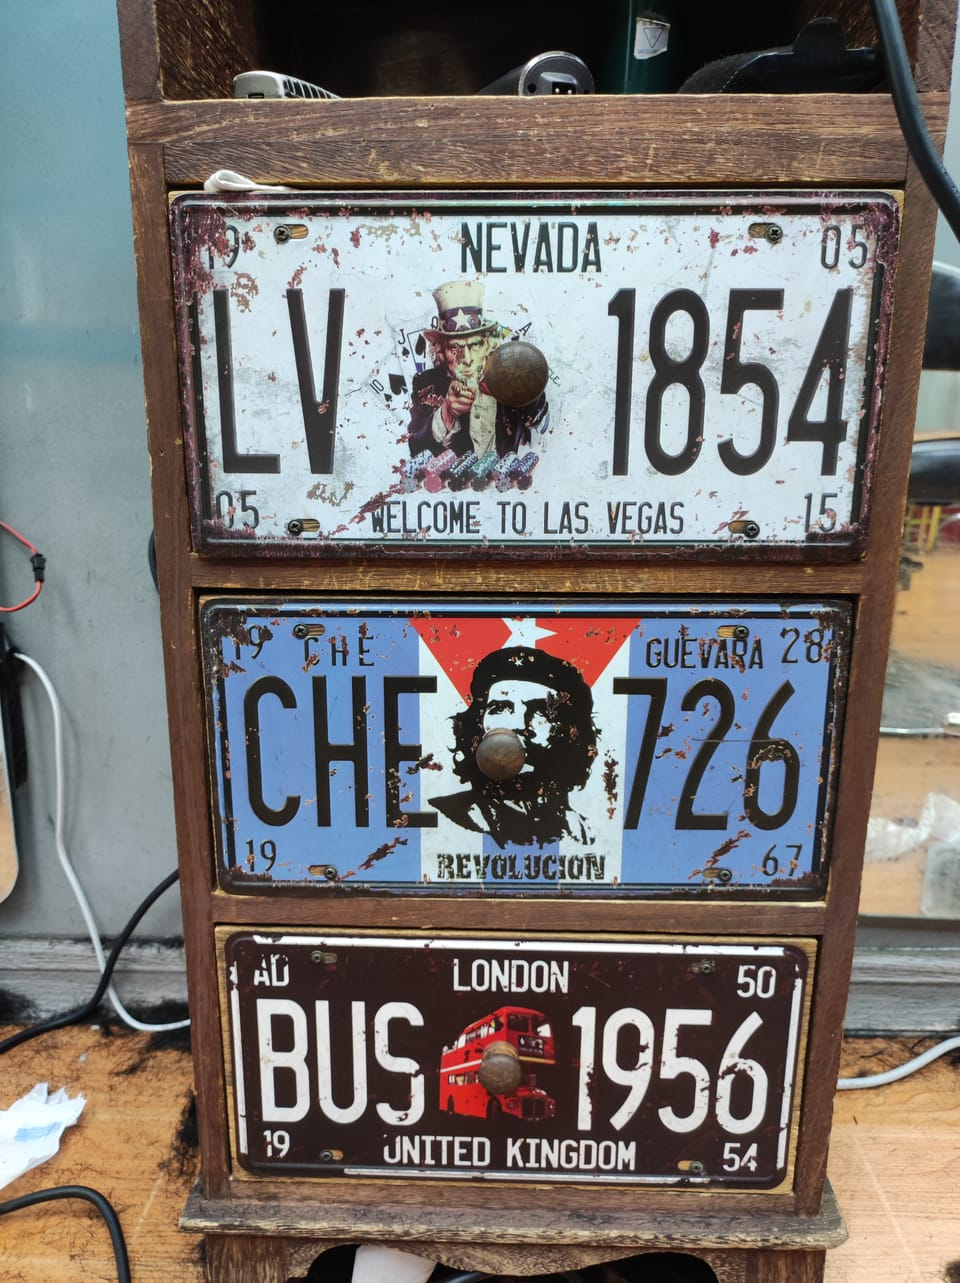 19 NEVADA 05
LV 1854
05 WELCOME TO LAS VEGAS 15
19 CHE GUEVARA 28
CHE 726
REVOLUCION
19 67
AD LONDON 50
BUS 1956
19 UNITED KINGDOM 54